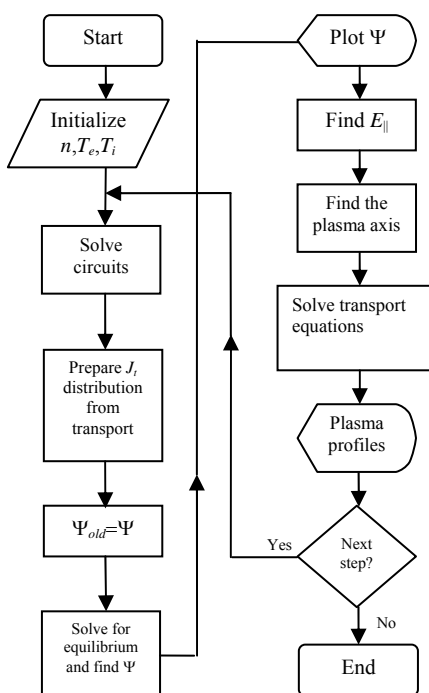 Start
Initialize
n,Te,Ti
Solve
circuits
Prepare Jt
distribution
from
transport
Ψold=Ψ
Solve for
equilibrium
and find Ψ
Plot Ψ
Find E||
Find the
plasma axis
Solve transport
equations
Plasma
profiles
Next
step?
Yes
No
End